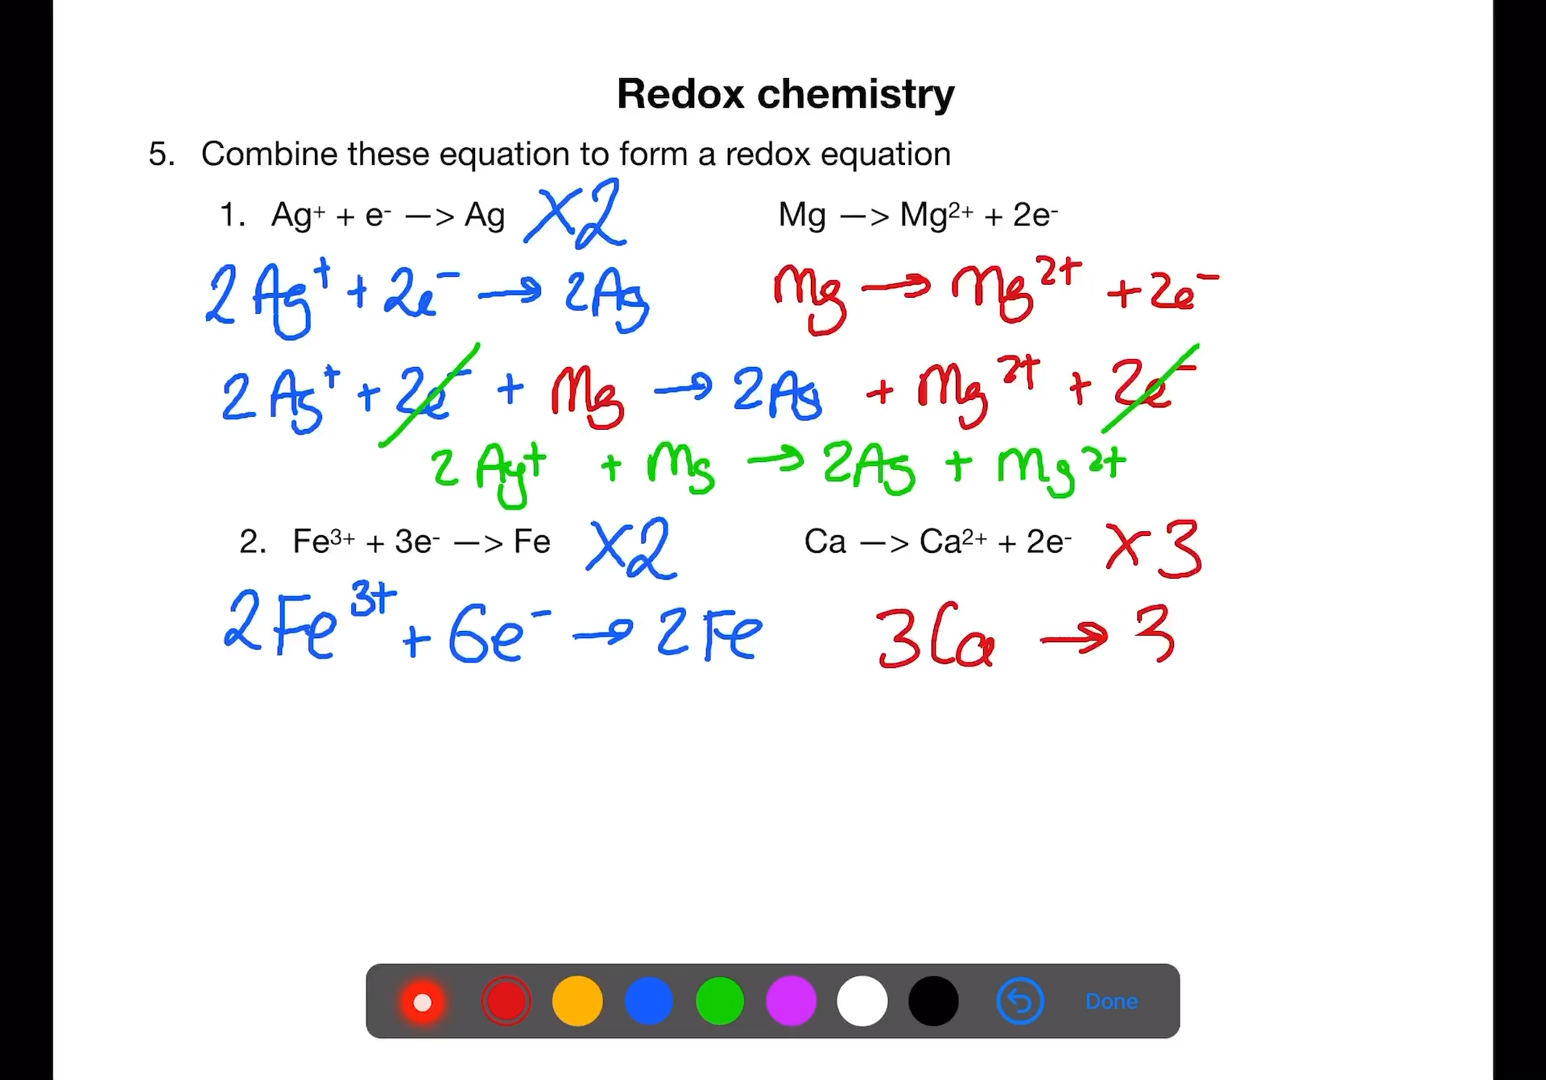 Redox chemistry
5. Combine these equation to form a redox equation
1. Ag⁺ + e⁻ —> Ag X2 Mg —> Mg²⁺ + 2e⁻
2Ag⁺ + 2e⁻ → 2Ag Mg → Mg²⁺ + 2e⁻
2Ag⁺ + 2e⁻ + Mg → 2Ag + Mg²⁺ + 2e⁻
2Ag⁺ + Mg → 2Ag + Mg²⁺
2. Fe³⁺ + 3e⁻ —> Fe X2 Ca —> Ca²⁺ + 2e⁻ X3
2Fe³⁺ + 6e⁻ → 2Fe 3Ca → 3
Done